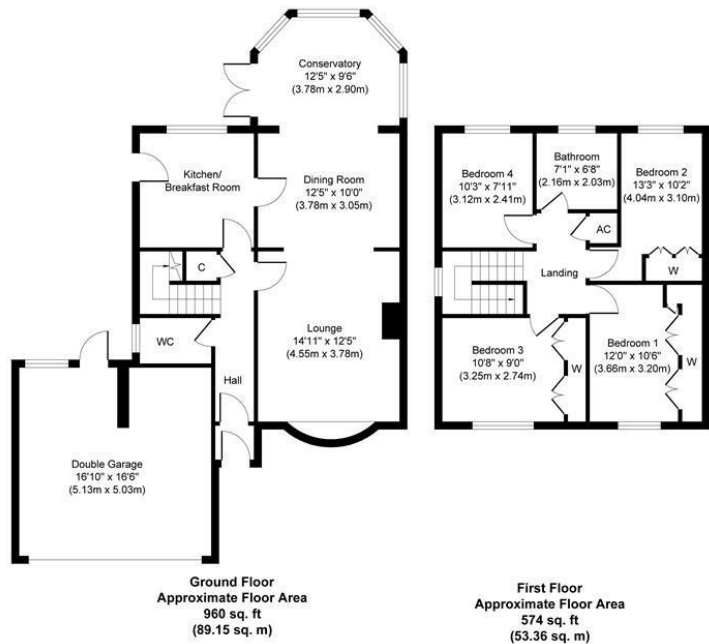 Conservatory
12'5" x 9'6"
(3.78m x 2.90m)
Kitchen/
Breakfast Room
Dining Room
12'5" x 10'0"
(3.78m x 3.05m)
C
WC
Lounge
14'11" x 12'5"
(4.55m x 3.78m)
Hall
Double Garage
16'10" x 16'6"
(5.13m x 5.03m)
Ground Floor
Approximate Floor Area
960 sq. ft
(89.15 sq. m)
Bedroom 4
10'3" x 7'11"
(3.12m x 2.41m)
Bathroom
7'1" x 6'8"
(2.16m x 2.03m)
Bedroom 2
13'3" x 10'2"
(4.04m x 3.10m)
AC
Landing
W
Bedroom 3
10'8" x 9'0"
(3.25m x 2.74m)
W
Bedroom 1
12'0" x 10'6"
(3.66m x 3.20m)
W
First Floor
Approximate Floor Area
574 sq. ft
(53.36 sq. m)